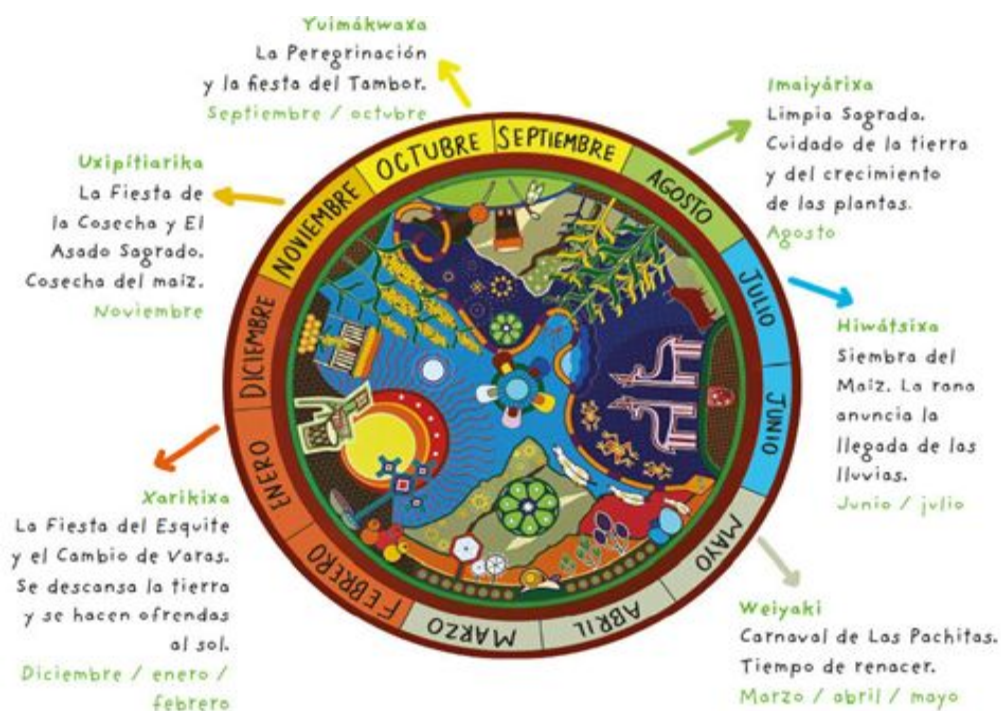 Yuimákwaxa
La Peregrinación
y la fiesta del Tambor.
Septiembre / octubre
Imaiyárixa
Limpia Sagrada.
Cuidado de la tierra
y del crecimiento
de las plantas.
Agosto
Uxipitiarika
La Fiesta de
la Cosecha y El
Asado Sagrado.
Cosecha del maiz.
Noviembre
Hiwátsixa
Siembra del
Maiz. La rana
anuncia la
llegada de las
lluvias.
Junio / julio
Xarikixa
La Fiesta del Esquite
y el Cambio de Varas.
Se descansa la tierra
y se hacen ofrendas
al sol.
Diciembre / enero /
febrero
Weiyaki
Carnaval de Las Pachitas.
Tiempo de renacer.
Marzo / abril / mayo
SEPTIEMBRE
AGOSTO
JULIO
JUNIO
MAYO
ABRIL
MARZO
FEBRERO
ENERO
DICIEMBRE
NOVIEMBRE
OCTUBRE